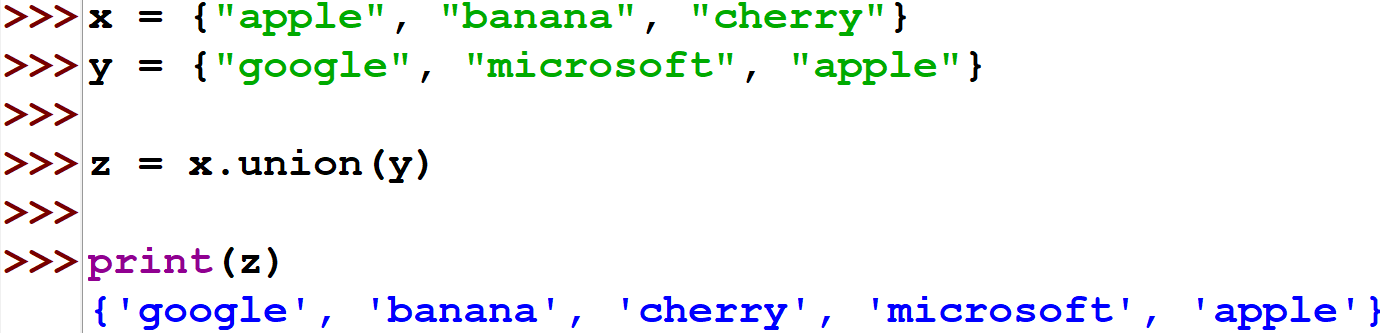 >>> x = {"apple", "banana", "cherry"}
>>> y = {"google", "microsoft", "apple"}
>>>
>>> z = x.union(y)
>>>
>>> print(z)
{'google', 'banana', 'cherry', 'microsoft', 'apple'}